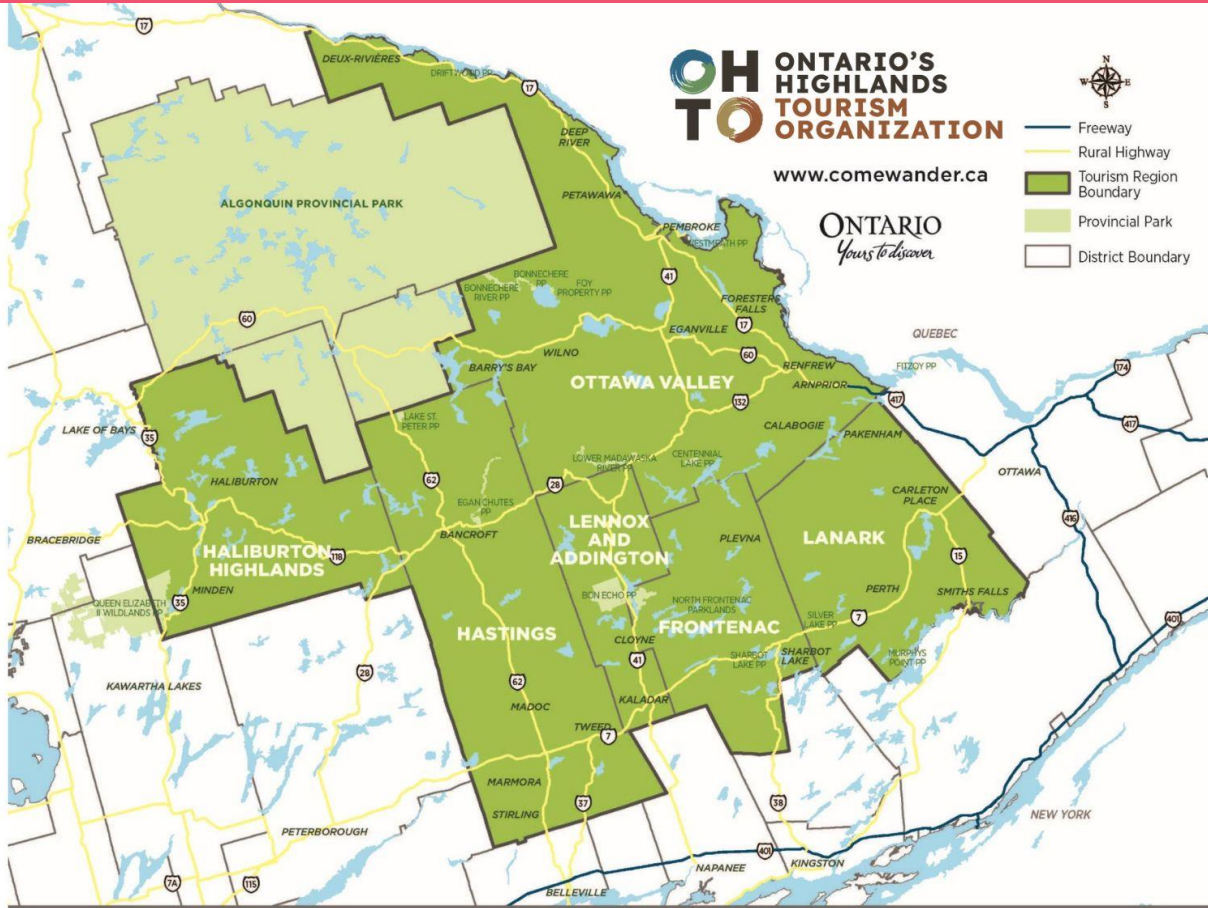 OH
TO
ONTARIO'S
HIGHLANDS
TOURISM
ORGANIZATION
www.comewander.ca
ONTARIO
Yours to discover
N
W E
S
Freeway
Rural Highway
Tourism Region
Boundary
Provincial Park
District Boundary
17
DEUX-RIVIÈRES
DRIFTWOOD PP
17
DEEP
RIVER
PETAWAWA
ALGONQUIN PROVINCIAL PARK
PEMBROKE
WESTMEATH PP
41
BONNECHERE
PP
BONNECHERE
RIVER PP
FOY
PROPERTY PP
FORESTERS
FALLS
17
60
EGANVILLE
QUEBEC
WILNO
60
BARRY'S BAY
RENFREW
FITZOY PP
174
OTTAWA VALLEY
ARNPRIOR
417
132
LAKE ST.
PETER PP
417
LAKE OF BAYS
35
CALABOGIE
PAKENHAM
LOWER MADAWASKA
RIVER PP
CENTENNIAL
LAKE PP
OTTAWA
HALIBURTON
62
28
EGAN CHUTES
PP
CARLETON
PLACE
416
LENNOX
AND
ADDINGTON
BRACEBRIDGE
BANCROFT
PLEVNA
LANARK
HALIBURTON
HIGHLANDS
118
15
MINDEN
PERTH
SMITHS FALLS
BON ECHO PP
NORTH FRONTENAC
PARKLANDS
QUEEN ELIZABETH
II WILDLANDS PP
35
SILVER
LAKE PP
7
401
HASTINGS
FRONTENAC
CLOYNE
SHARBOT
LAKE PP
SHARBOT
LAKE
MURPHYS
POINT PP
41
28
KAWARTHA LAKES
62
MADOC
KALADAR
TWEED
7
MARMORA
STIRLING
37
38
NEW YORK
PETERBOROUGH
401
KINGSTON
NAPANEE
7A
115
BELLEVILLE